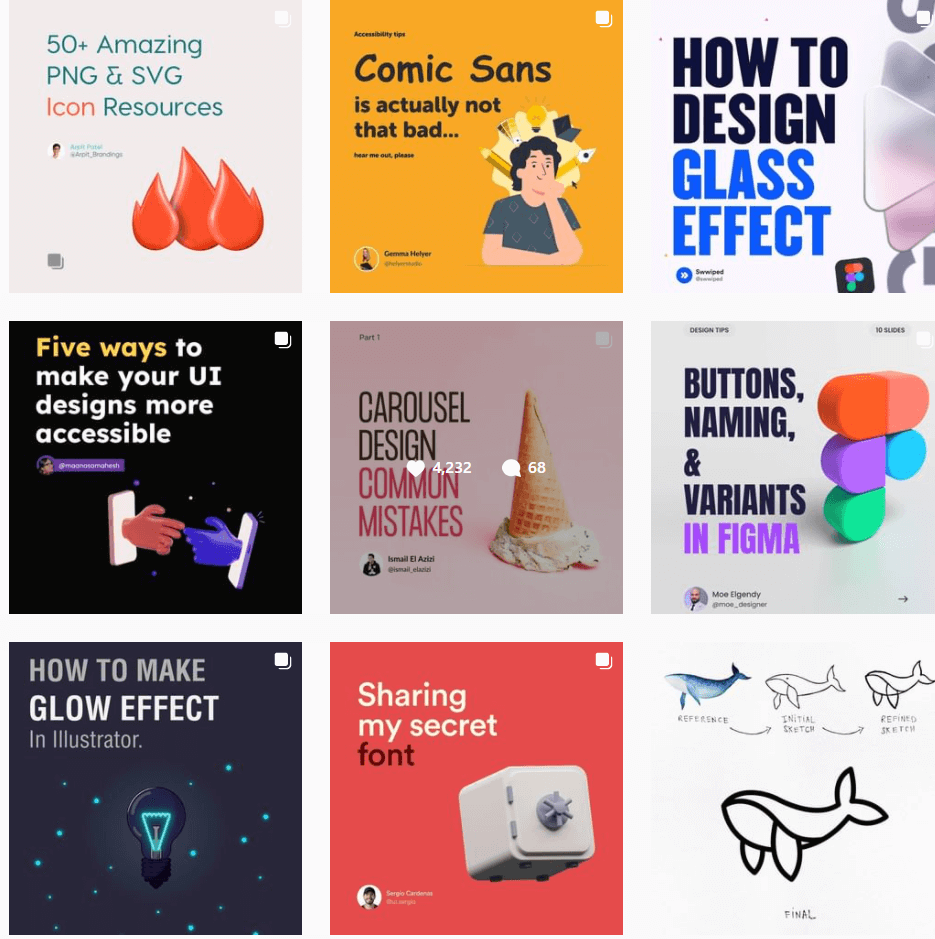 50+ Amazing
PNG & SVG
Icon Resources
Arpit Patel
@Arpit_Brandings
Accessibility tips
Comic Sans
is actually not
that bad...
hear me out, please
Gemma Helyer
@helyerstudio
HOW TO
DESIGN
GLASS
EFFECT
Swwiped
@swwiped
Five ways to
make your UI
designs more
accessible
@maanasamahesh
Part 1
CAROUSEL
DESIGN
COMMON
MISTAKES
4,232
68
Ismail El Azizi
@ismail_elazizi
DESIGN TIPS
10 SLIDES
BUTTONS,
NAMING,
&
VARIANTS
IN FIGMA
Moe Elgendy
@moe_designer
HOW TO MAKE
GLOW EFFECT
In Illustrator.
Sharing
my secret
font
Sergio Cardenas
@ui.sergio
REFERENCE
INITIAL
SKETCH
REFINED
SKETCH
FINAL